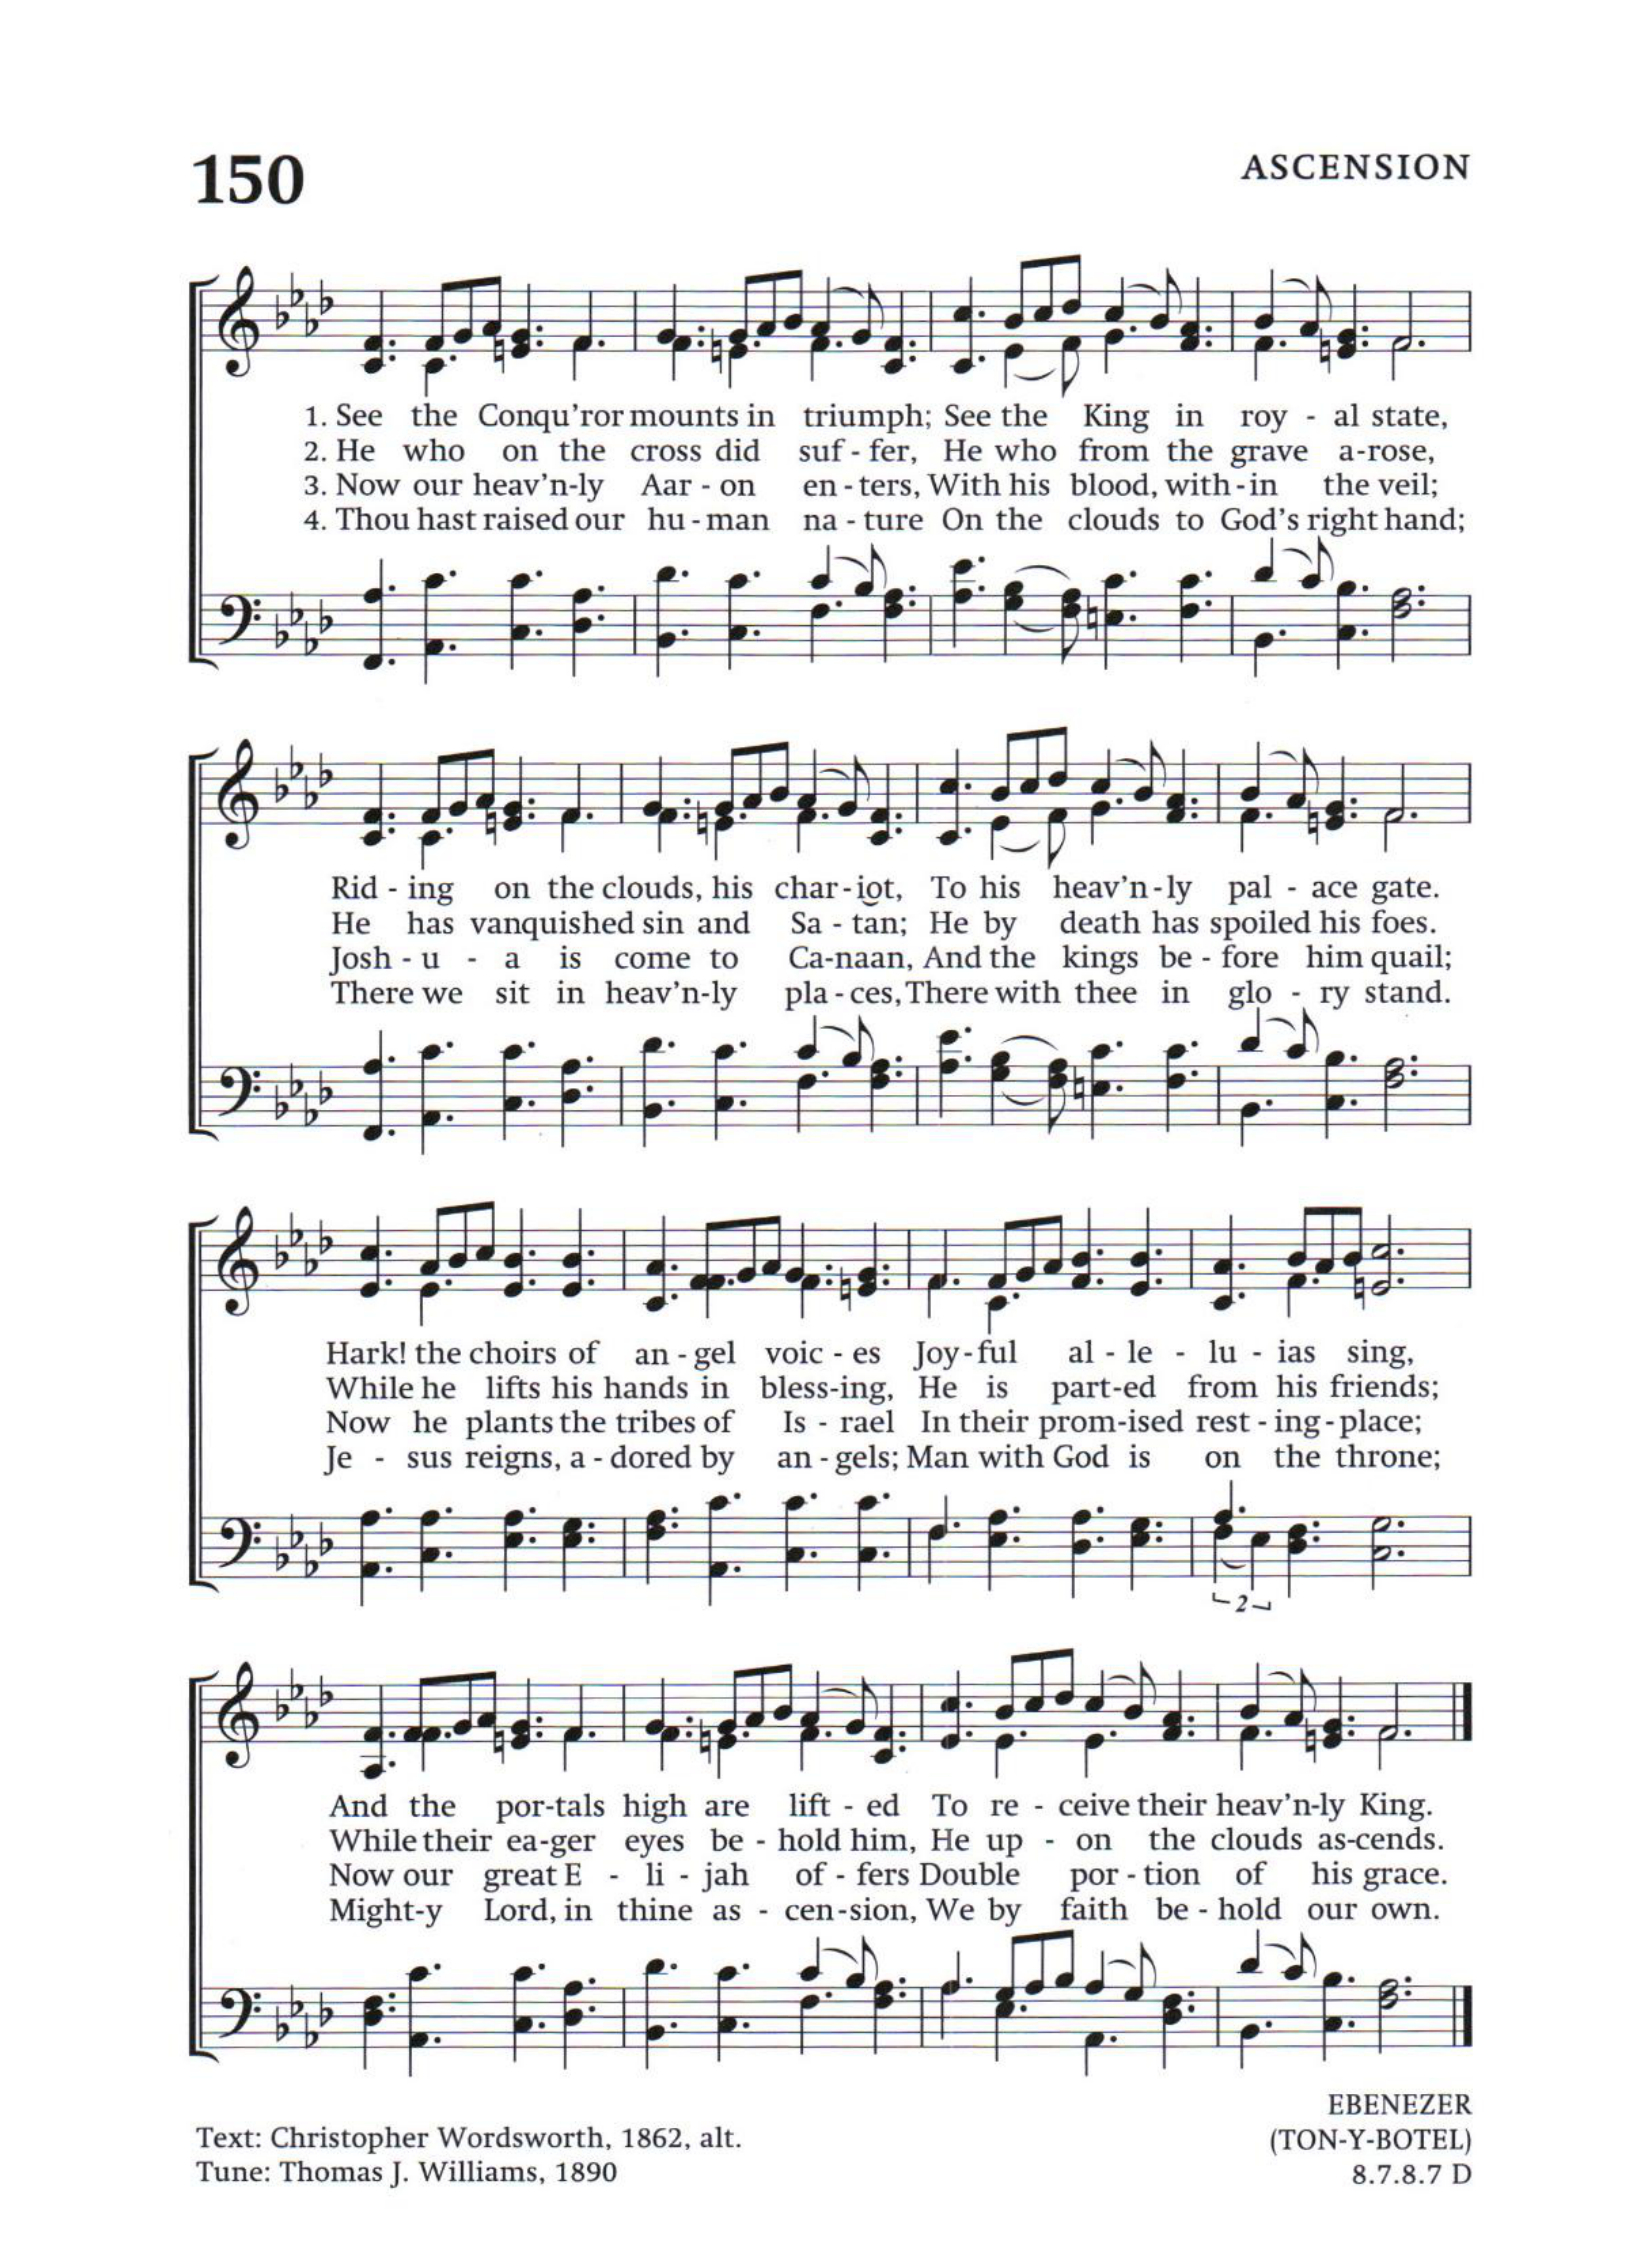 150
ASCENSION
1. See the Conqu'ror mounts in triumph; See the King in roy - al state,
2. He who on the cross did suf - fer, He who from the grave a-rose,
3. Now our heav'n-ly Aar - on en - ters, With his blood, with - in the veil;
4. Thou hast raised our hu - man na - ture On the clouds to God's right hand;
Rid - ing on the clouds, his char - iot, To his heav'n - ly pal - ace gate.
He has vanquished sin and Sa - tan; He by death has spoiled his foes.
Josh - u - a is come to Ca-naan, And the kings be - fore him quail;
There we sit in heav'n-ly pla - ces, There with thee in glo - ry stand.
Hark! the choirs of an - gel voic - es Joy - ful al - le - lu - ias sing,
While he lifts his hands in bless-ing, He is part-ed from his friends;
Now he plants the tribes of Is - rael In their prom-ised rest - ing - place;
Je - sus reigns, a - dored by an - gels; Man with God is on the throne;
2
And the por-tals high are lift - ed To re - ceive their heav'n-ly King.
While their ea-ger eyes be - hold him, He up - on the clouds as-cends.
Now our great E - li - jah of - fers Double por - tion of his grace.
Might-y Lord, in thine as - cen-sion, We by faith be - hold our own.
EBENEZER
Text: Christopher Wordsworth, 1862, alt.
(TON-Y-BOTEL)
Tune: Thomas J. Williams, 1890
8.7.8.7 D